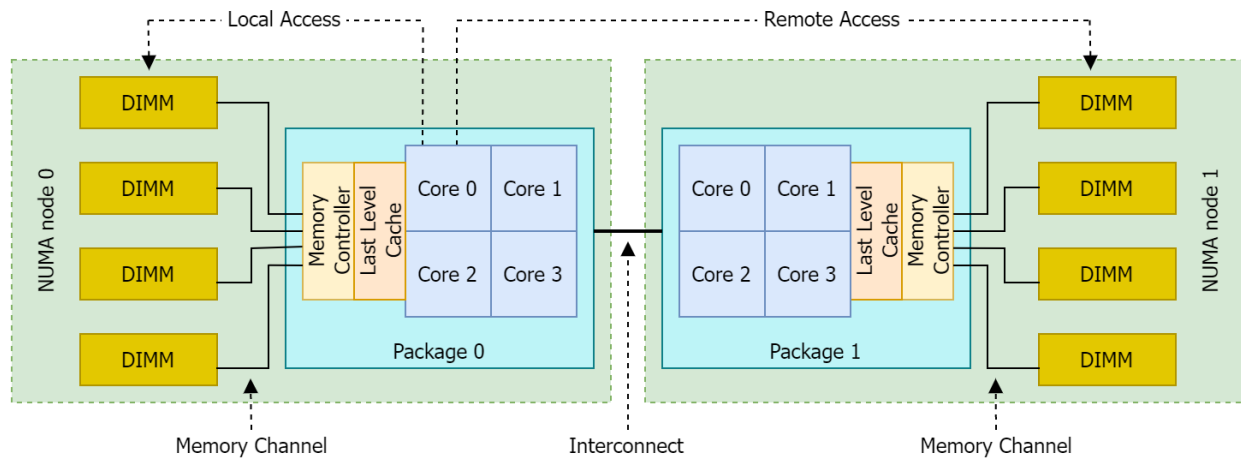 Local Access
Remote Access
NUMA node 0
DIMM
DIMM
DIMM
DIMM
Memory
Controller
Last Level
Cache
Core 0
Core 1
Core 2
Core 3
Package 0
Core 0
Core 1
Core 2
Core 3
Last Level
Cache
Memory
Controller
Package 1
DIMM
DIMM
DIMM
DIMM
NUMA node 1
Memory Channel
Interconnect
Memory Channel